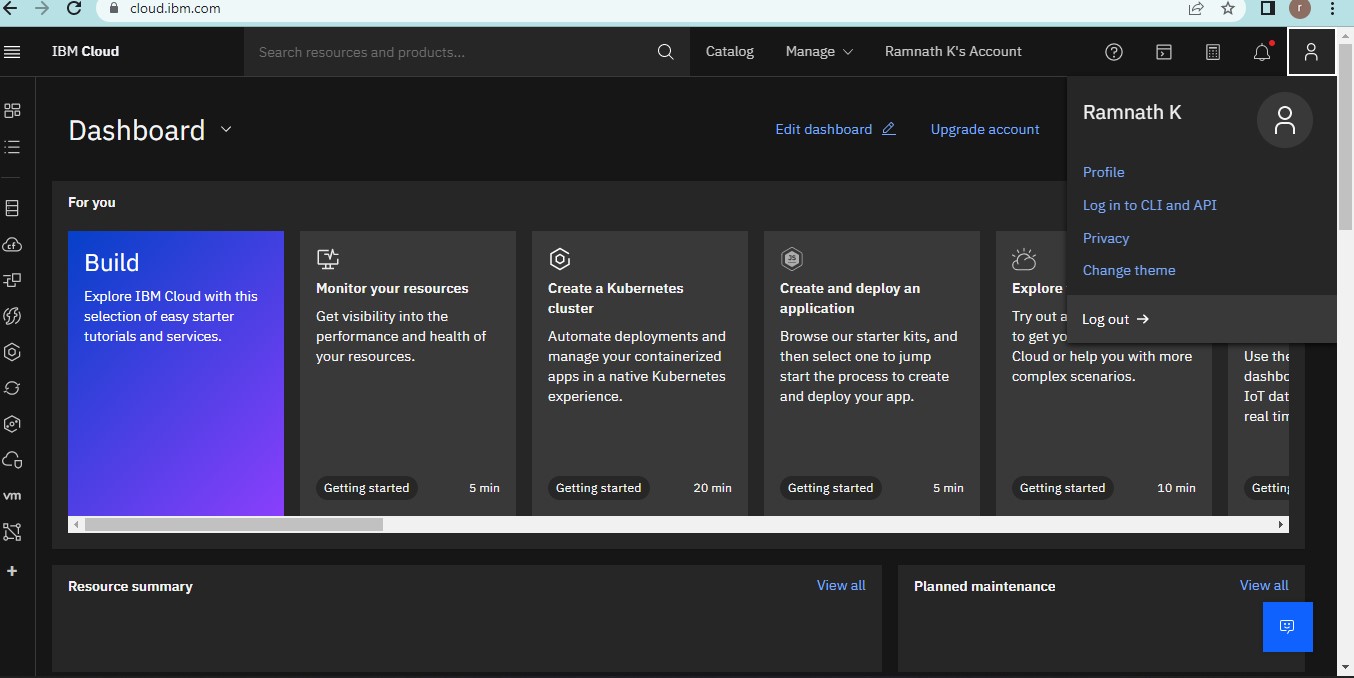 cloud.ibm.com
r
IBM Cloud
Search resources and products...
Catalog
Manage
Ramnath K's Account
Dashboard
Edit dashboard
Upgrade account
Ramnath K
Profile
Log in to CLI and API
Privacy
Change theme
Log out
For you
Build
Explore IBM Cloud with this
selection of easy starter
tutorials and services.
Monitor your resources
Get visibility into the
performance and health of
your resources.
Getting started
5 min
Create a Kubernetes
cluster
Automate deployments and
manage your containerized
apps in a native Kubernetes
experience.
Getting started
20 min
JS
Create and deploy an
application
Browse our starter kits, and
then select one to jump
start the process to create
and deploy your app.
Getting started
5 min
Explore
Try out a
to get yo
Cloud or help you with more
complex scenarios.
Getting started
10 min
Use the
dashbo
IoT dat
real tim
Getting
cf
vm
Resource summary
View all
Planned maintenance
View all